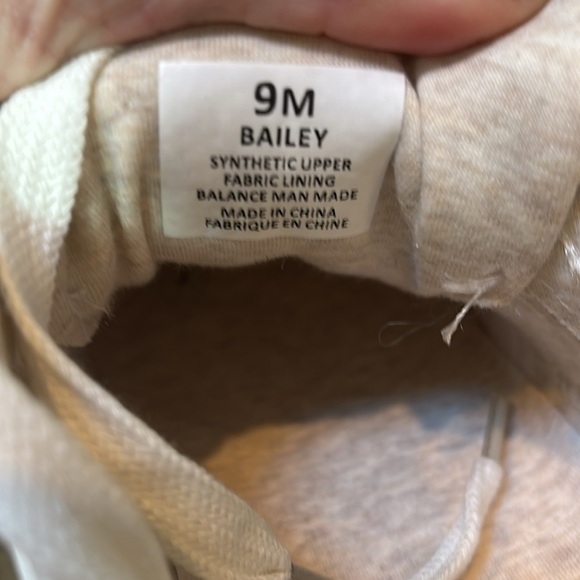 9M
BAILEY
SYNTHETIC UPPER
FABRIC LINING
BALANCE MAN MADE
MADE IN CHINA
FABRIQUE EN CHINE